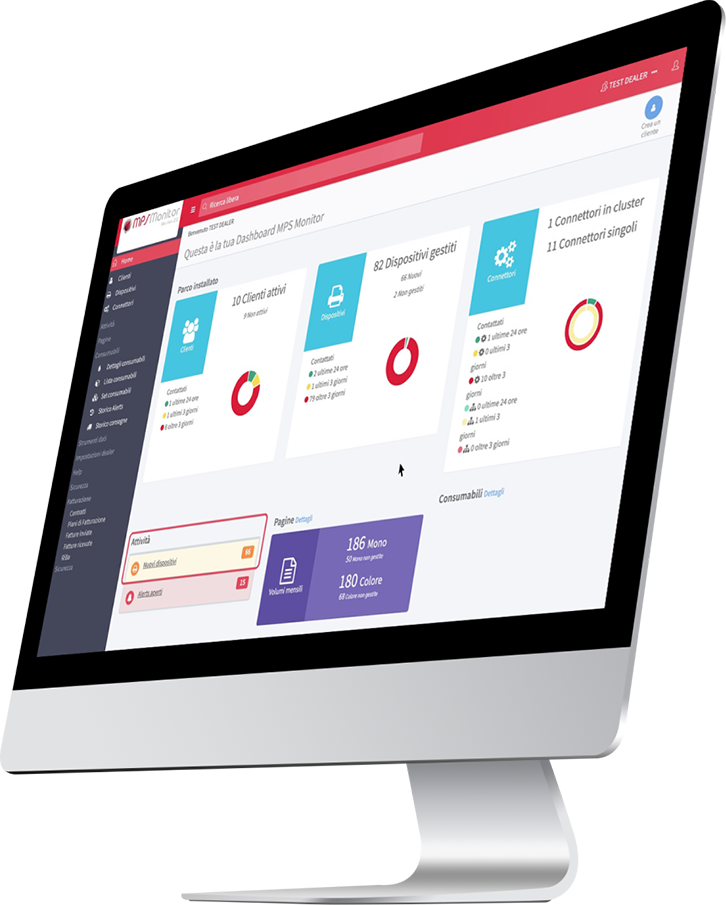 TEST DEALER
MPSMonitor
Ricerca libera
Crea un
cliente
Benvenuto TEST DEALER
Questa è la tua Dashboard MPS Monitor
Home
Clienti
Dispositivi
Connettori
Attività
Pagine
Consumabili
Dettagli consumabili
Lista consumabili
Set consumabili
Storico Alerts
Storico consegne
Strumenti dati
Impostazioni dealer
Help
Sicurezza
Fatturazione
Contratti
Piani di Fatturazione
Fatture inviate
Fatture ricevute
Sicurezza
Parco installato
Clienti
10 Clienti attivi
9 Non attivi
Contattati
1 ultime 24 ore
1 ultimi 3 giorni
8 oltre 3 giorni
Dispositivi
82 Dispositivi gestiti
66 Nuovi
2 Non gestiti
Contattati
2 ultime 24 ore
1 ultimi 3 giorni
79 oltre 3 giorni
Connettori
1 Connettori in cluster
11 Connettori singoli
Contattati
1 ultime 24 ore
0 ultimi 3
giorni
10 oltre 3
giorni
0 ultime 24 ore
1 ultimi 3
giorni
0 oltre 3 giorni
Attività
Nuovi dispositivi 66
Alerts aperti 15
Pagine Dettagli
Volumi mensili
186 Mono
50 Mono non gestite
180 Colore
68 Colore non gestite
Consumabili Dettagli